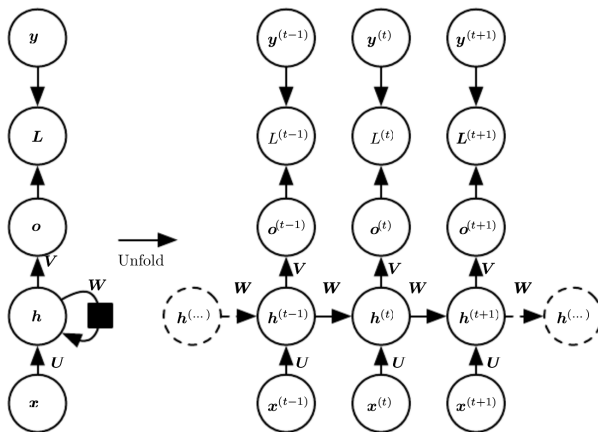 y y(t−1) y(t) y(t+1)
L L(t−1) L(t) L(t+1)
o o(t−1) o(t) o(t+1)
V Unfold V V V
W W W W W
h h(...) h(t−1) h(t) h(t+1) h(...)
U U U U
x x(t−1) x(t) x(t+1)